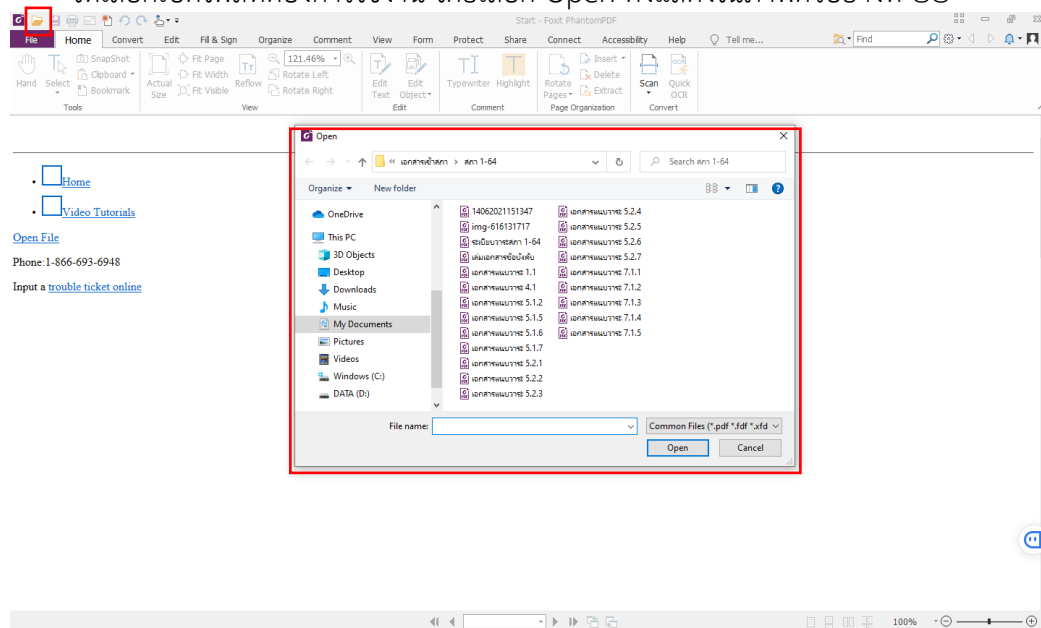 Start - Foxit PhantomPDF
File Home Convert Edit Fill & Sign Organize Comment View Form Protect Share Connect Accessibility Help Tell me... Find
Hand Select SnapShot Clipboard Bookmark
Tools
Actual Size Fit Page Fit Width Fit Visible Reflow 121.46% Rotate Left Rotate Right
View
Edit Text Edit Object
Edit
Typewriter Highlight
Comment
Rotate Pages Insert Delete Extract
Page Organization
Scan Quick OCR
Convert
Home
Video Tutorials
Open File
Phone:1-866-693-6948
Input a trouble ticket online
Open
« เอกสารเข้าสภา > สภา 1-64 Search สภา 1-64
Organize New folder
OneDrive
This PC
3D Objects
Desktop
Downloads
Music
My Documents
Pictures
Videos
Windows (C:)
DATA (D:)
14062021151347
img-616131717
ระเบียบวาระสภา 1-64
เล่มเอกสารข้อบังคับ
เอกสารแนบวาระ 1.1
เอกสารแนบวาระ 4.1
เอกสารแนบวาระ 5.1.2
เอกสารแนบวาระ 5.1.5
เอกสารแนบวาระ 5.1.6
เอกสารแนบวาระ 5.1.7
เอกสารแนบวาระ 5.2.1
เอกสารแนบวาระ 5.2.2
เอกสารแนบวาระ 5.2.3
เอกสารแนบวาระ 5.2.4
เอกสารแนบวาระ 5.2.5
เอกสารแนบวาระ 5.2.6
เอกสารแนบวาระ 5.2.7
เอกสารแนบวาระ 7.1.1
เอกสารแนบวาระ 7.1.2
เอกสารแนบวาระ 7.1.3
เอกสารแนบวาระ 7.1.4
เอกสารแนบวาระ 7.1.5
File name: Common Files (*.pdf *.fdf *.xfd
Open Cancel
100%